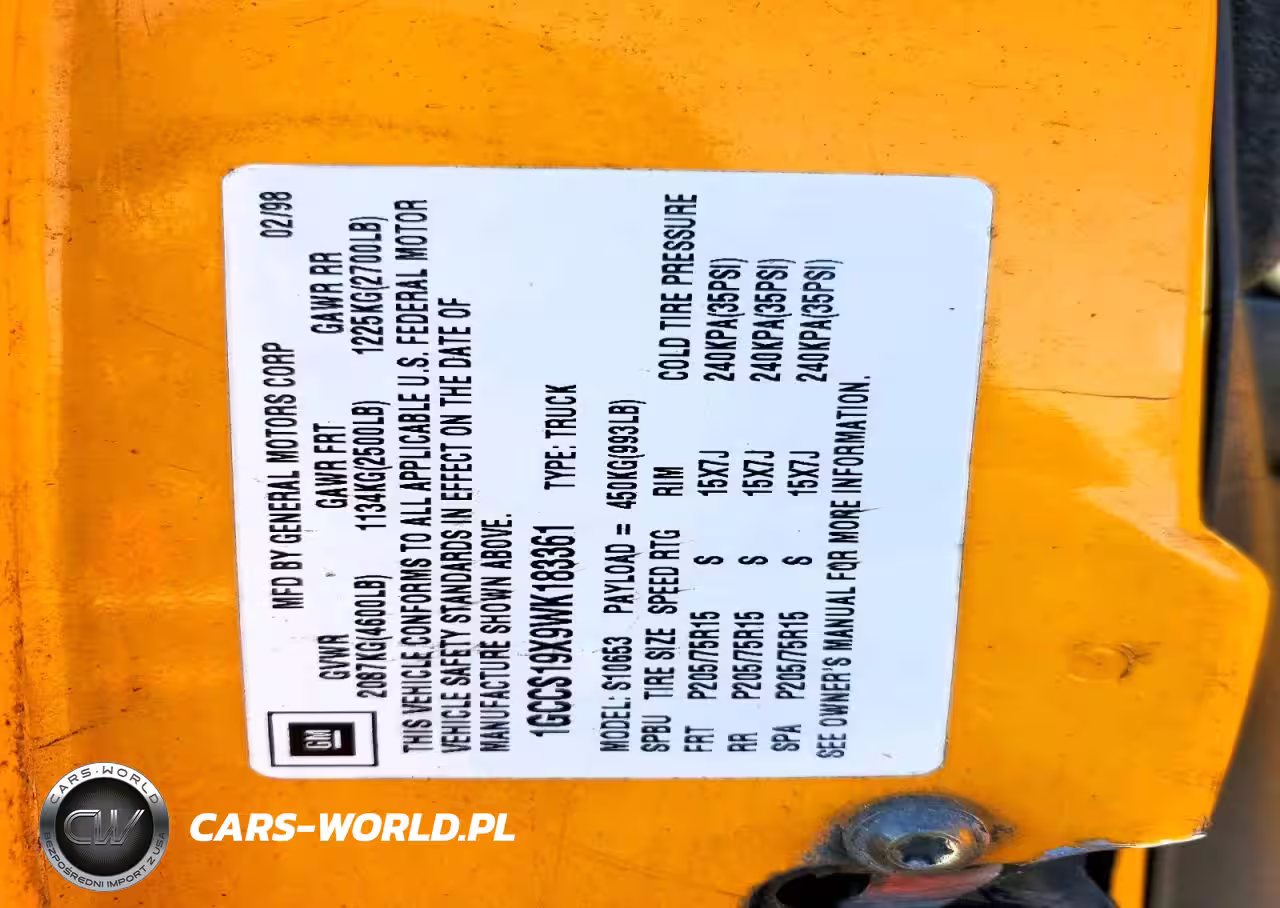 MFD BY GENERAL MOTORS CORP
02/98
GVWR GAWR FRT GAWR RR
2087KG(4600LB) 1134KG(2500LB) 1225KG(2700LB)
THIS VEHICLE CONFORMS TO ALL APPLICABLE U.S. FEDERAL MOTOR
VEHICLE SAFETY STANDARDS IN EFFECT ON THE DATE OF
MANUFACTURE SHOWN ABOVE.
1GCCS19X9WK183361 TYPE: TRUCK
MODEL: S10653 PAYLOAD = 450KG(993LB)
SPBU TIRE SIZE SPEED RTG RIM COLD TIRE PRESSURE
FRT P205/75R15 S 15X7J 240KPA(35PSI)
RR P205/75R15 S 15X7J 240KPA(35PSI)
SPA P205/75R15 S 15X7J 240KPA(35PSI)
SEE OWNER'S MANUAL FOR MORE INFORMATION.
GM
CARS-WORLD
CW
BEZPOŚREDNI IMPORT Z USA
CARS-WORLD.PL